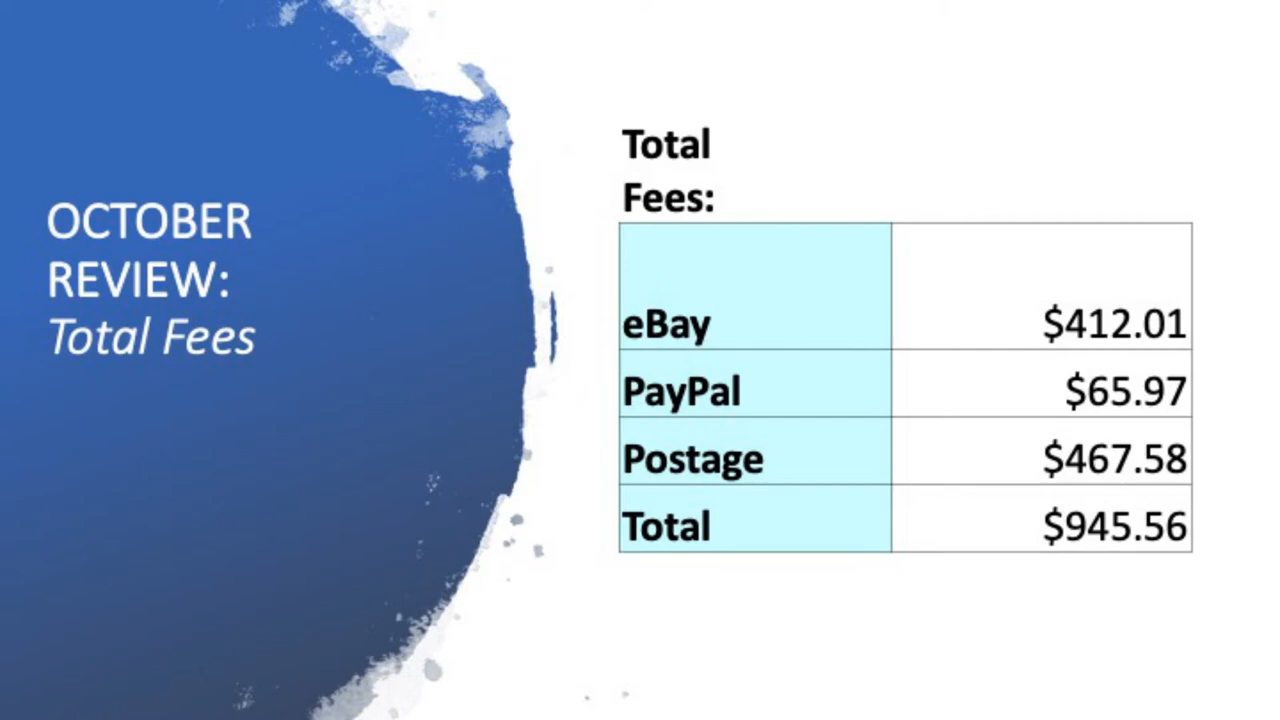 OCTOBER
REVIEW:
Total Fees
Total
Fees:
eBay $412.01
PayPal $65.97
Postage $467.58
Total $945.56